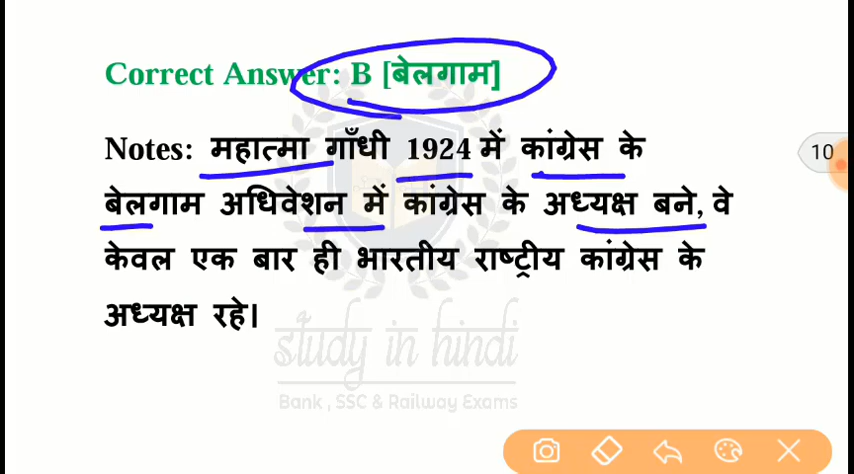 Correct Answer: B [बेलगाम]
Notes: महात्मा गाँधी 1924 में कांग्रेस के
बेलगाम अधिवेशन में कांग्रेस के अध्यक्ष बने, वे
केवल एक बार ही भारतीय राष्ट्रीय कांग्रेस के
अध्यक्ष रहे।
study in hindi
Bank , SSC & Railway Exams
10